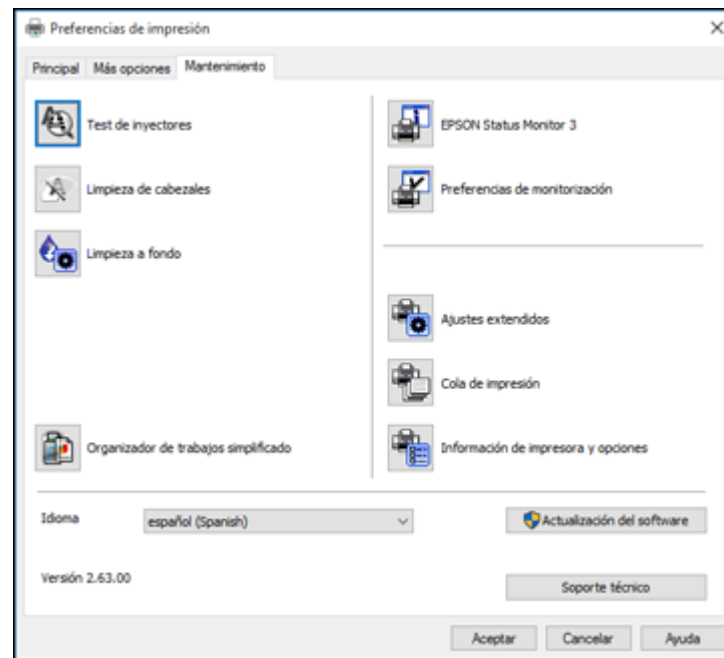 Preferencias de impresión
Principal Más opciones Mantenimiento
Test de inyectores
Limpieza de cabezales
Limpieza a fondo
Organizador de trabajos simplificado
EPSON Status Monitor 3
Preferencias de monitorización
Ajustes extendidos
Cola de impresión
Información de impresora y opciones
Idioma español (Spanish) Actualización del software
Versión 2.63.00 Soporte técnico
Aceptar Cancelar Ayuda